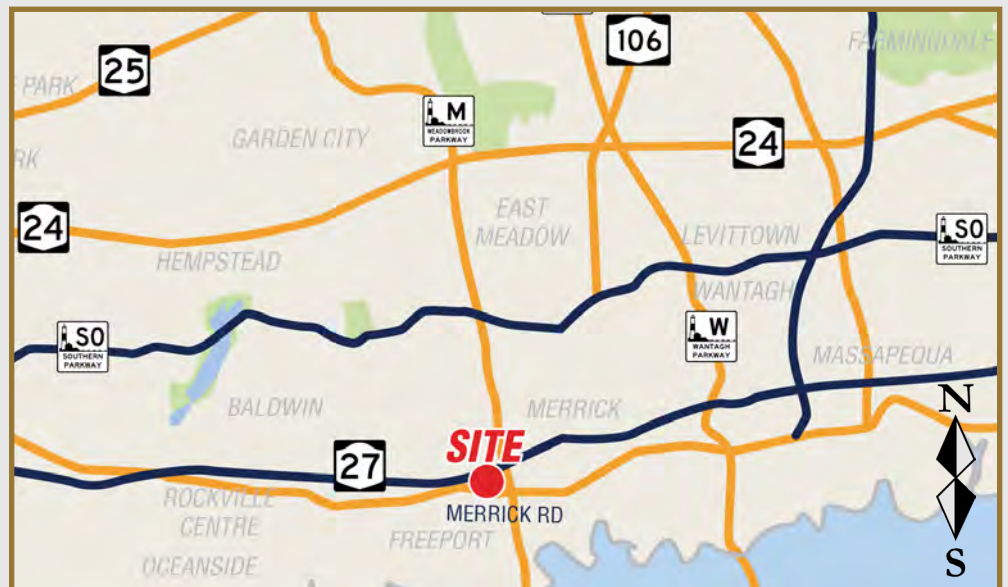 25
106
FARMINGDALE
PARK
M
MEADOWBROOK
PARKWAY
GARDEN CITY
24
RK
24
EAST
MEADOW
LEVITTOWN
SO
SOUTHERN
PARKWAY
HEMPSTEAD
WANTAGH
SO
SOUTHERN
PARKWAY
W
WANTAGH
PARKWAY
MASSAPEQUA
BALDWIN
MERRICK
N
SITE
27
MERRICK RD
ROCKVILLE
CENTRE
FREEPORT
OCEANSIDE
S